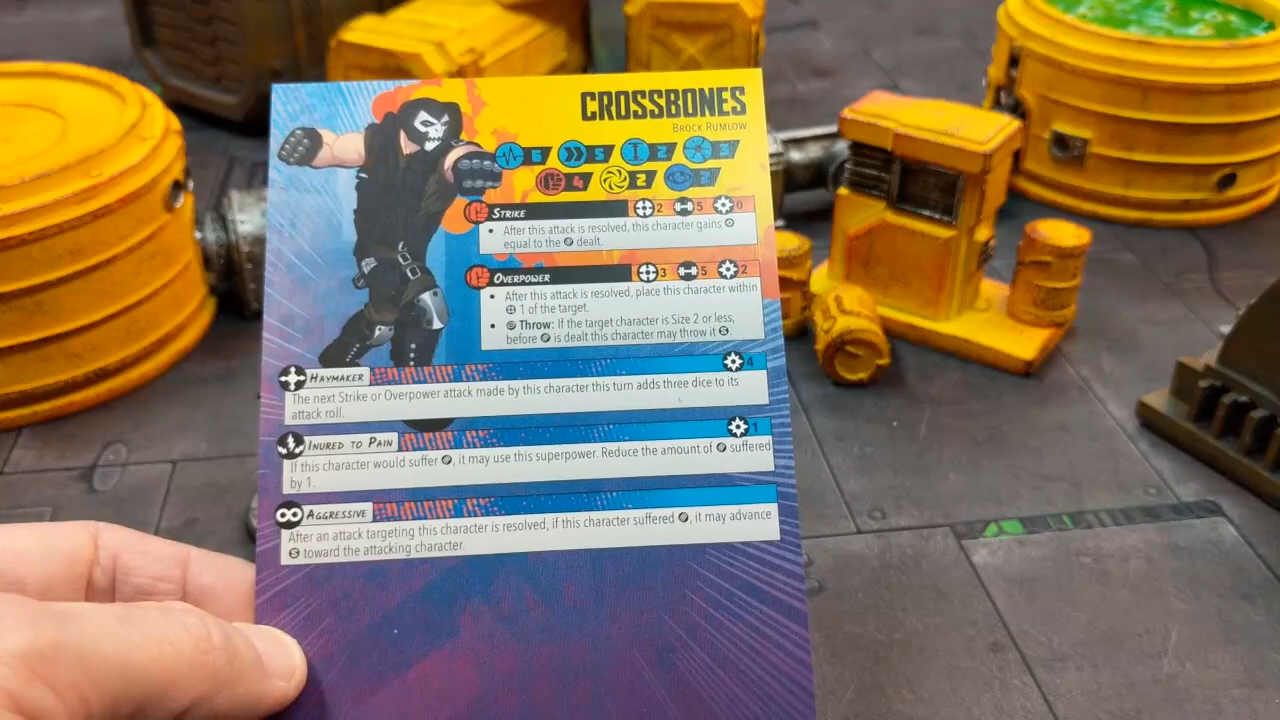 CROSSBONES
BROCK RUMLOW
6 5 2 3
4 2 2
STRIKE 2 5 0
• After this attack is resolved, this character gains
equal to the dealt.
OVERPOWER 3 5 2
• After this attack is resolved, place this character within
1 of the target.
• Throw: If the target character is Size 2 or less,
before is dealt this character may throw it S.
HAYMAKER 4
The next Strike or Overpower attack made by this character this turn adds three dice to its
attack roll.
INURED TO PAIN 1
If this character would suffer , it may use this superpower. Reduce the amount of suffered
by 1.
AGGRESSIVE
After an attack targeting this character is resolved, if this character suffered , it may advance
S toward the attacking character.